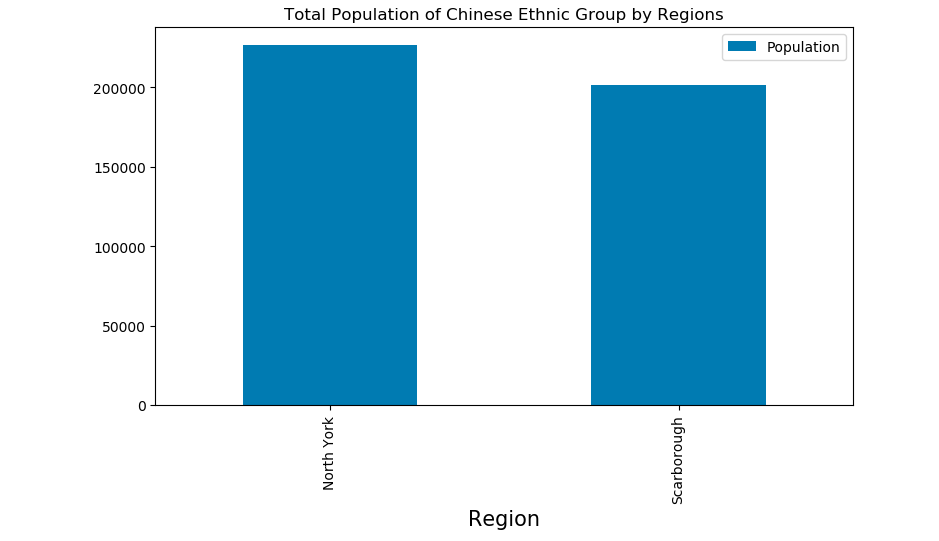 Total Population of Chinese Ethnic Group by Regions
Population
200000
150000
100000
50000
0
North York
Scarborough
Region